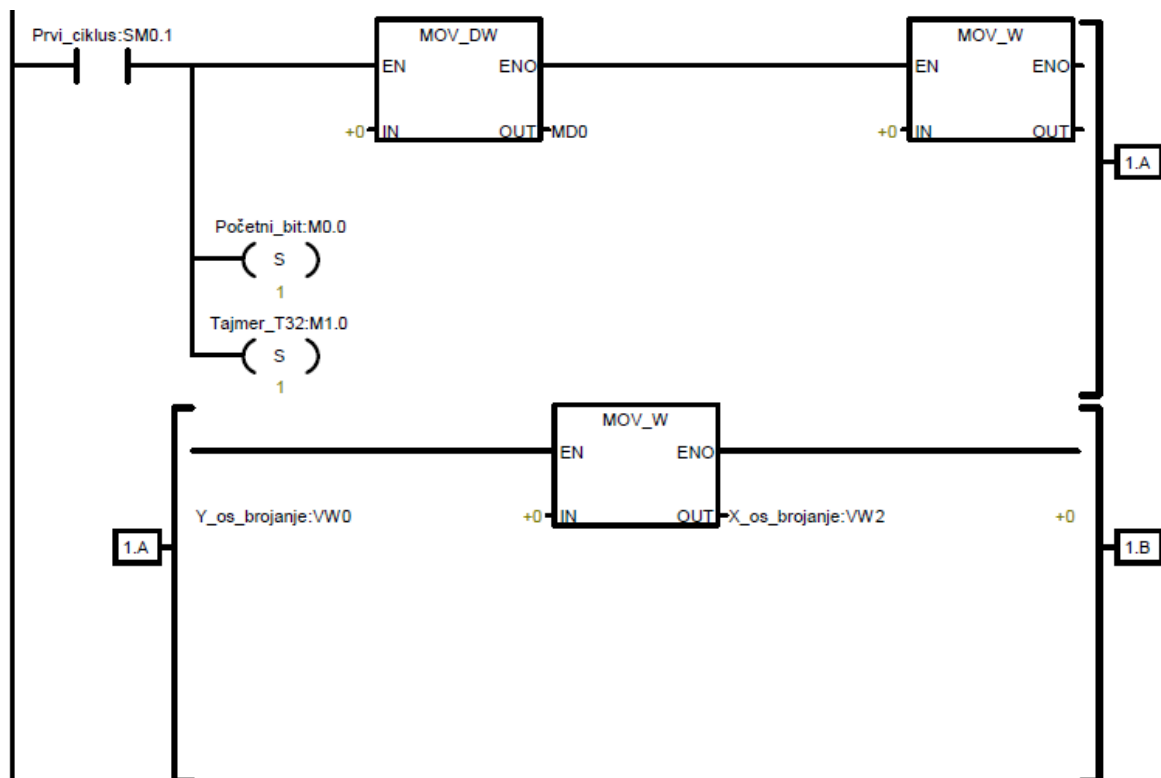 Prvi_ciklus:SM0.1
MOV_DW
MOV_W
EN ENO
EN ENO
+0 IN OUT MD0
+0 IN OUT
1.A
Početni_bit:M0.0
S
1
Tajmer_T32:M1.0
S
1
MOV_W
EN ENO
Y_os_brojanje:VW0
+0 IN OUT X_os_brojanje:VW2
+0
1.A
1.B